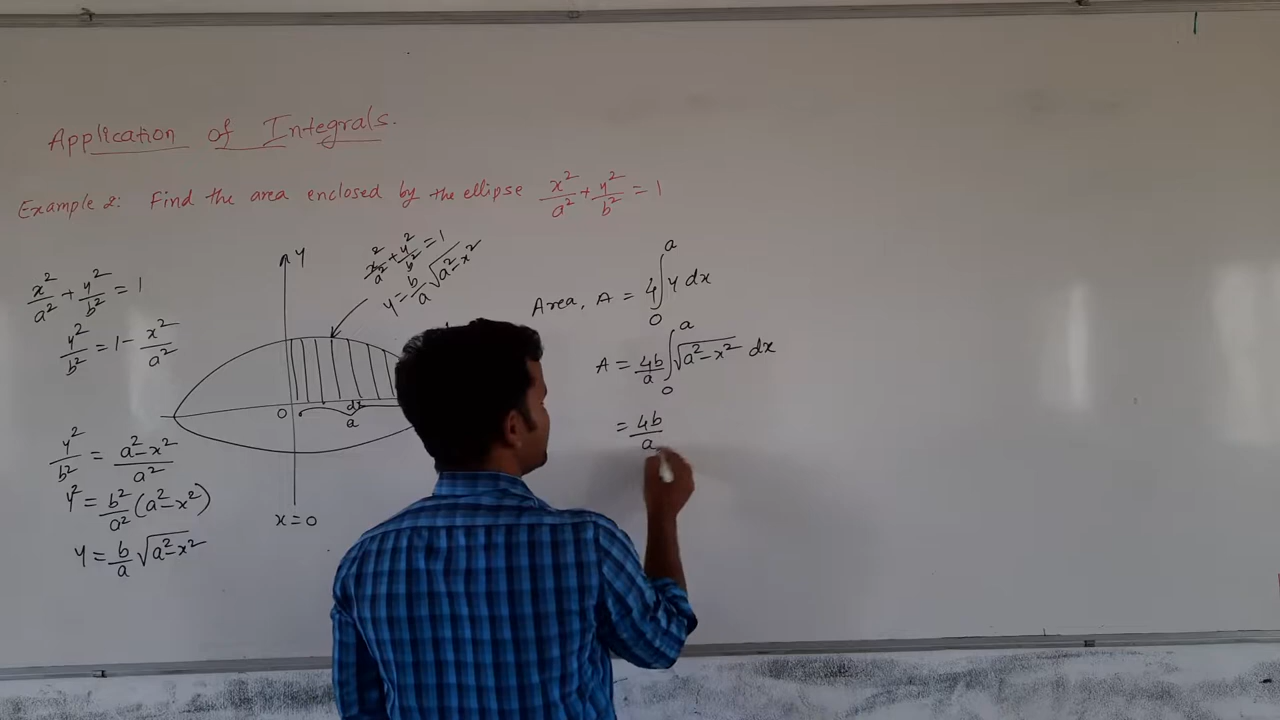 Application of Integrals.
Example 2: Find the area enclosed by the ellipse x²/a² + y²/b² = 1
x²/a² + y²/b² = 1
y²/b² = 1 - x²/a²
y²/b² = a²-x²/a²
y² = b²/a² (a²-x²)
y = b/a √a²-x²
y
x²/a² + y²/b² = 1
y = b/a √a²-x²
0
dx
a
x=0
Area, A = 4 ∫₀ᵃ y dx
A = 4b/a ∫₀ᵃ √a²-x² dx
= 4b/a